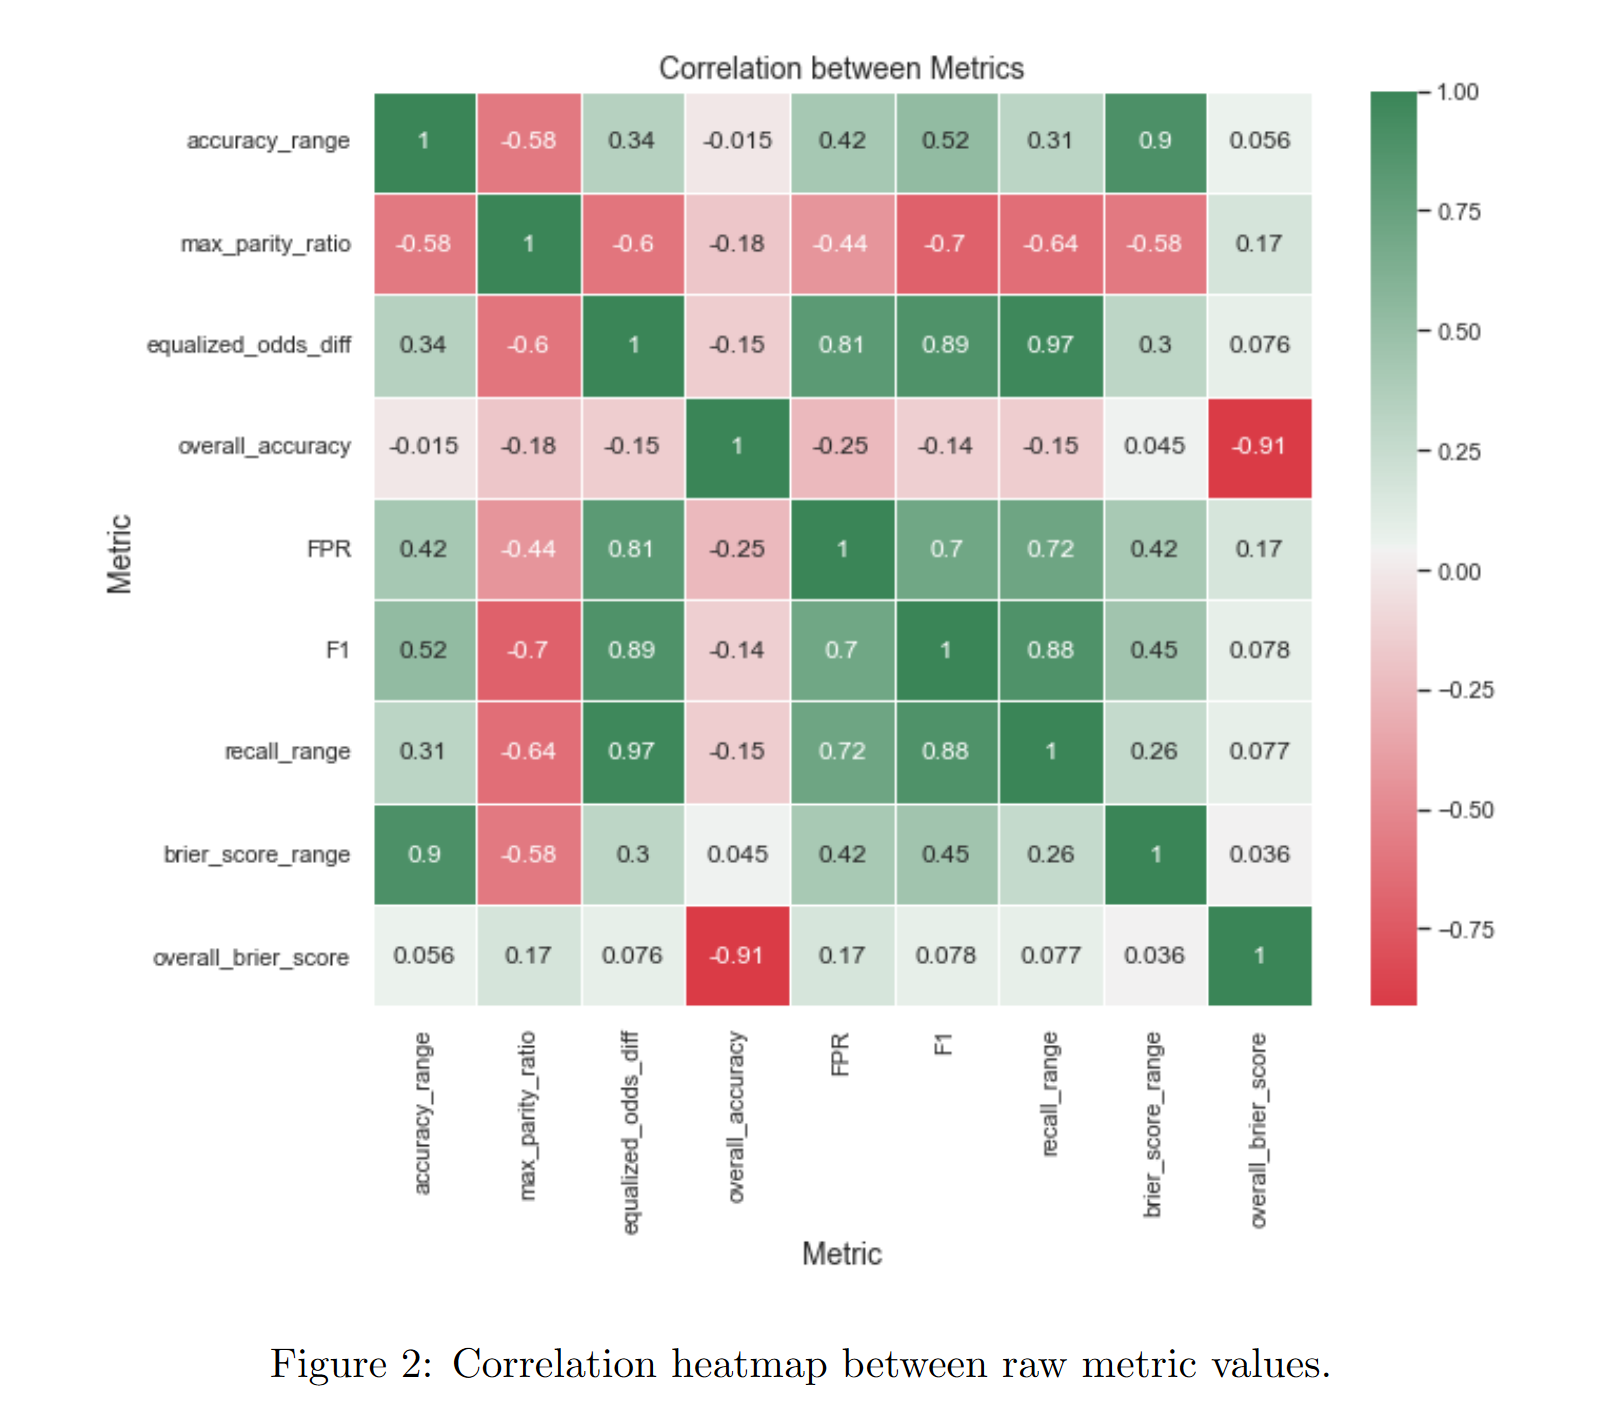 Correlation between Metrics
accuracy_range 1 -0.58 0.34 -0.015 0.42 0.52 0.31 0.9 0.056
max_parity_ratio -0.58 1 -0.6 -0.18 -0.44 -0.7 -0.64 -0.58 0.17
equalized_odds_diff 0.34 -0.6 1 -0.15 0.81 0.89 0.97 0.3 0.076
overall_accuracy -0.015 -0.18 -0.15 1 -0.25 -0.14 -0.15 0.045 -0.91
FPR 0.42 -0.44 0.81 -0.25 1 0.7 0.72 0.42 0.17
F1 0.52 -0.7 0.89 -0.14 0.7 1 0.88 0.45 0.078
recall_range 0.31 -0.64 0.97 -0.15 0.72 0.88 1 0.26 0.077
brier_score_range 0.9 -0.58 0.3 0.045 0.42 0.45 0.26 1 0.036
overall_brier_score 0.056 0.17 0.076 -0.91 0.17 0.078 0.077 0.036 1
Metric
accuracy_range
max_parity_ratio
equalized_odds_diff
overall_accuracy
FPR
F1
recall_range
brier_score_range
overall_brier_score
Metric
1.00
0.75
0.50
0.25
0.00
−0.25
−0.50
−0.75
Figure 2: Correlation heatmap between raw metric values.